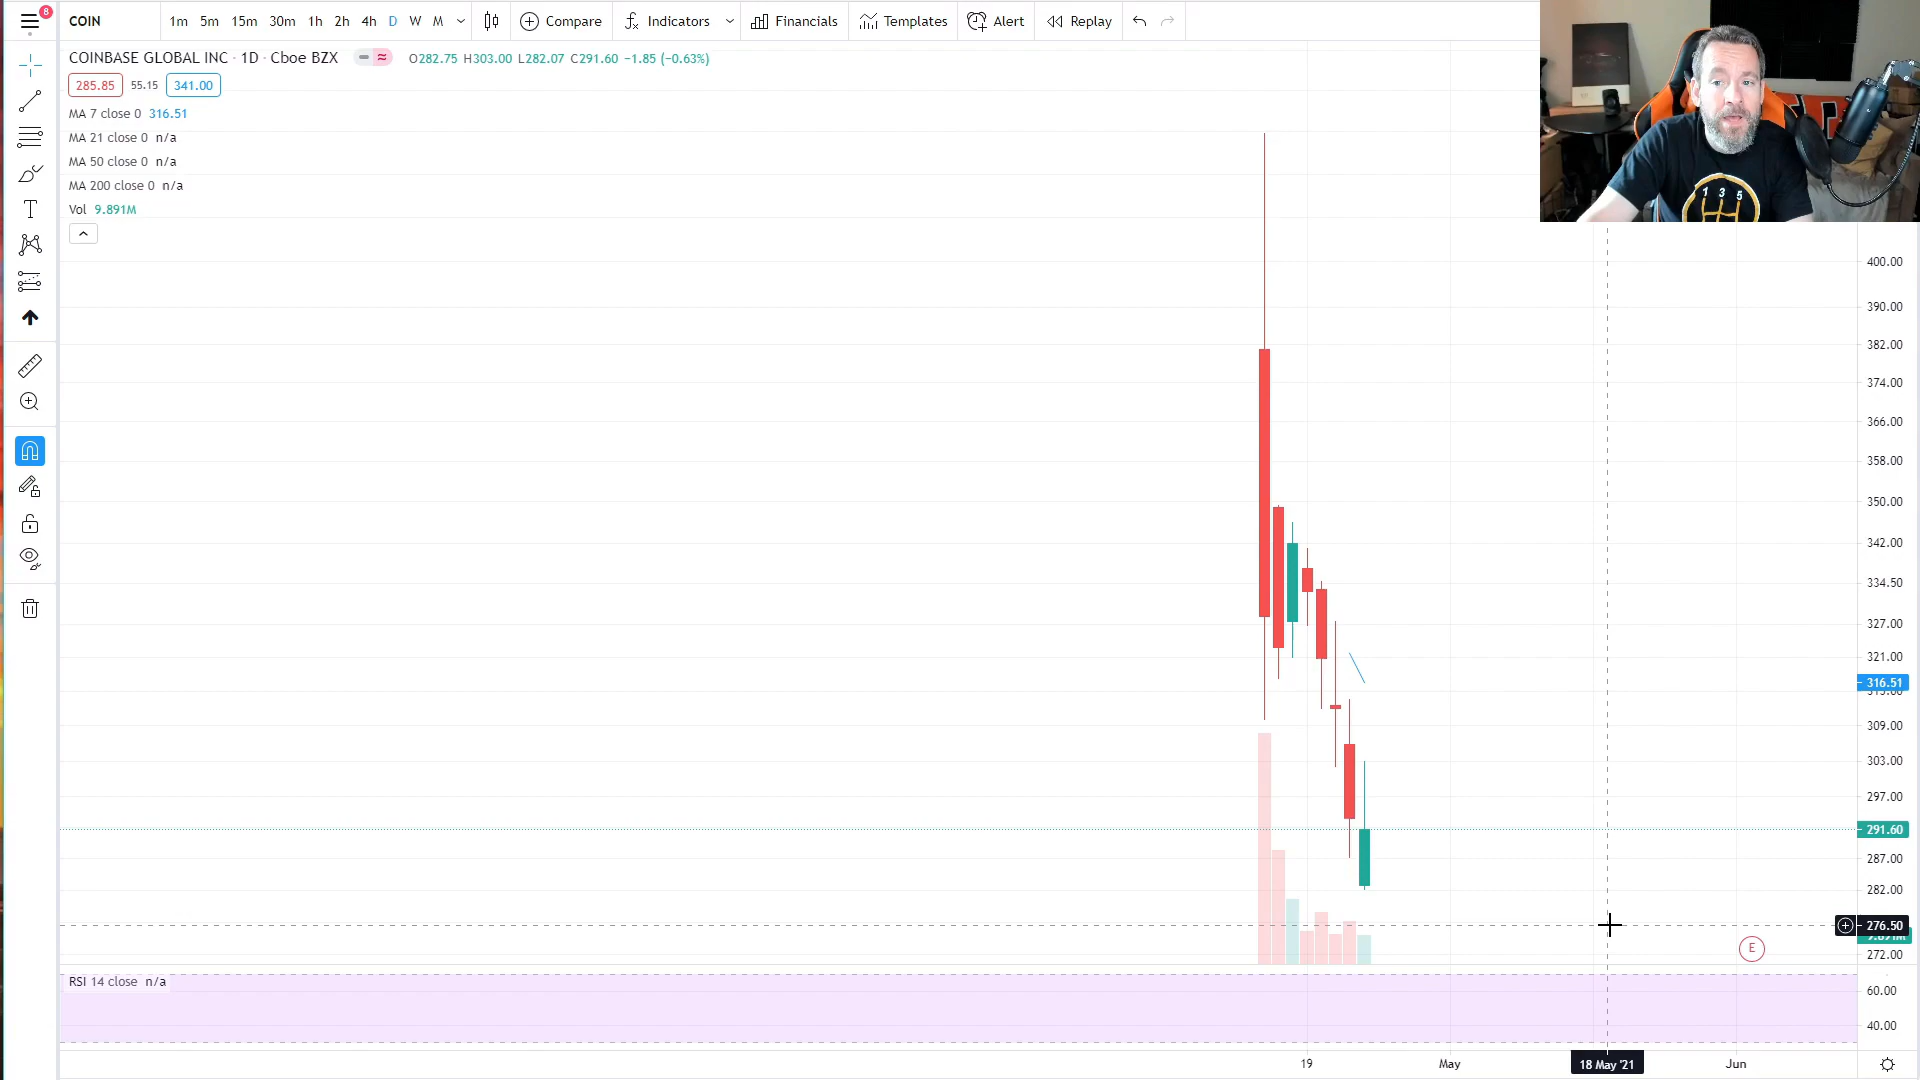 8
COIN 1m 5m 15m 30m 1h 2h 4h D W M Compare Indicators Financials Templates Alert Replay
COINBASE GLOBAL INC · 1D · Cboe BZX O282.75 H303.00 L282.07 C291.60 −1.85 (−0.63%)
285.85 55.15 341.00
MA 7 close 0 316.51
MA 21 close 0 n/a
MA 50 close 0 n/a
MA 200 close 0 n/a
Vol 9.891M
1 3 5
400.00
390.00
382.00
374.00
366.00
358.00
350.00
342.00
334.50
327.00
321.00
316.51
309.00
303.00
297.00
291.60
287.00
282.00
276.50
E
272.00
RSI 14 close n/a
60.00
40.00
19 May 18 May '21 Jun